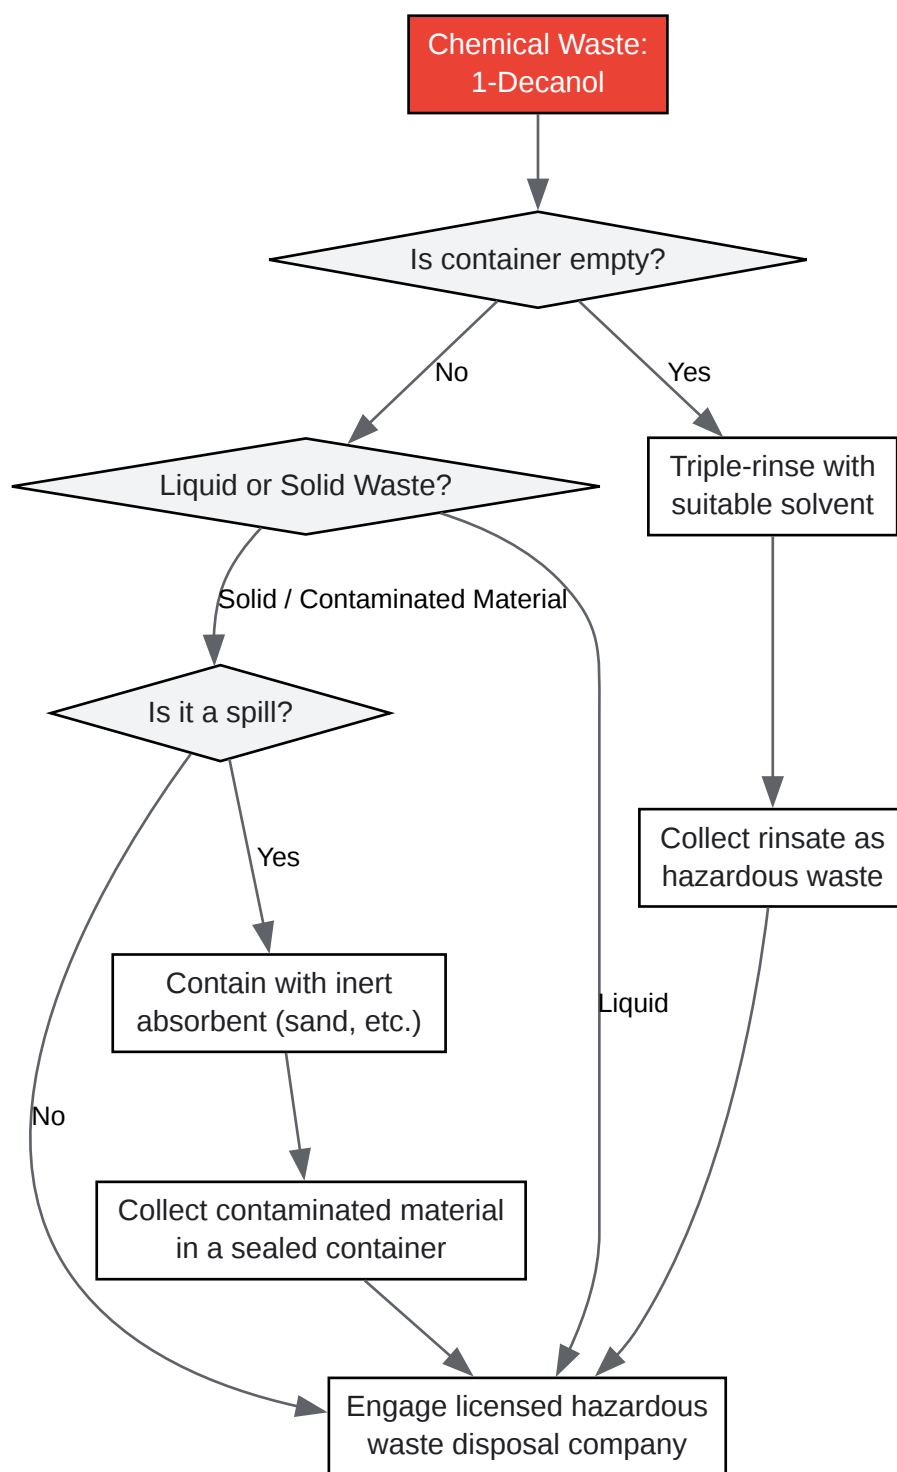 Chemical Waste:
1-Decanol
Is container empty?
No
Yes
Liquid or Solid Waste?
Triple-rinse with
suitable solvent
Solid / Contaminated Material
Is it a spill?
Yes
Collect rinsate as
hazardous waste
Contain with inert
absorbent (sand, etc.)
Liquid
No
Collect contaminated material
in a sealed container
Engage licensed hazardous
waste disposal company